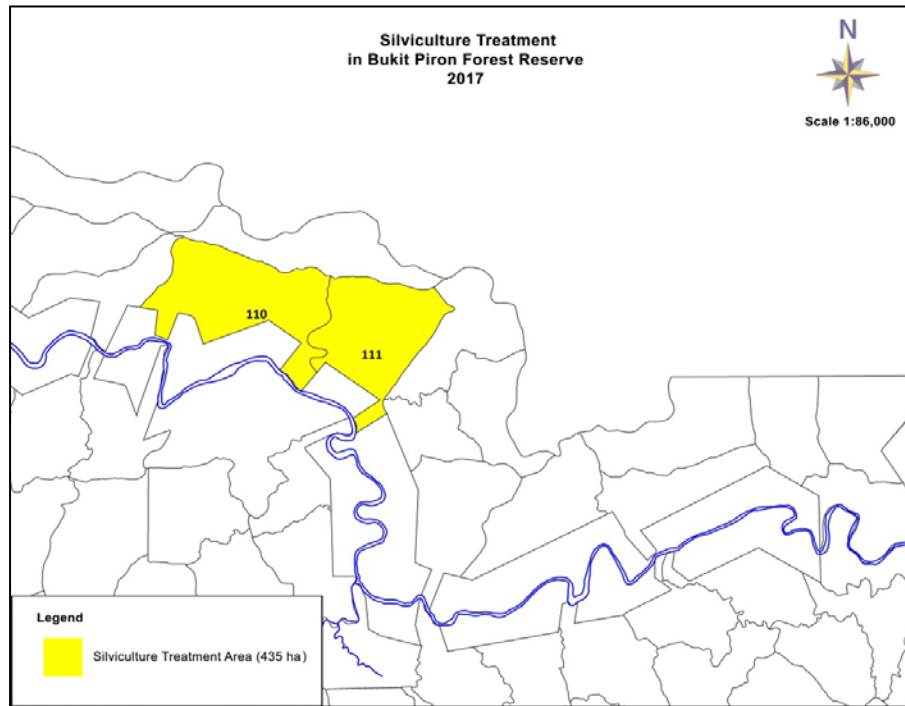 Silviculture Treatment
in Bukit Piron Forest Reserve
2017
N
Scale 1:86,000
110
111
Legend
Silviculture Treatment Area (435 ha)